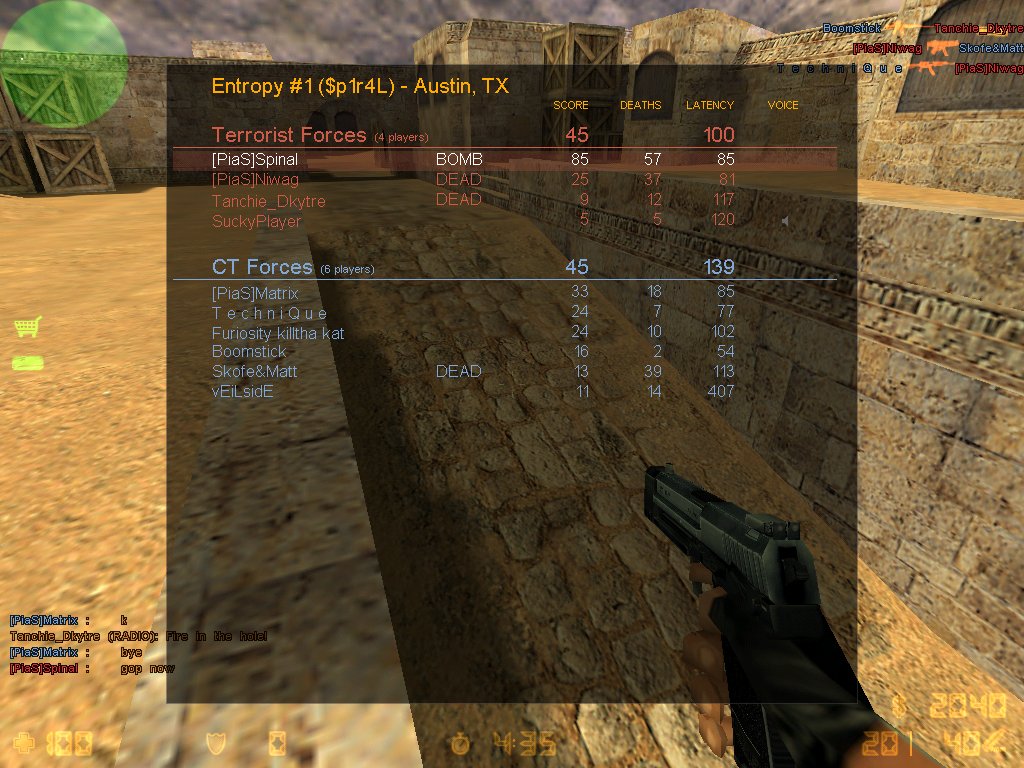 Boomstick Tanchie_Dkytre
[PiaS]Niwag Skofe&Matt
T e c h n i Q u e [PiaS]Niwag
Entropy #1 ($p1r4L) - Austin, TX
SCORE DEATHS LATENCY VOICE
Terrorist Forces (4 players) 45 100
[PiaS]Spinal BOMB 85 57 85
[PiaS]Niwag DEAD 25 37 81
Tanchie_Dkytre DEAD 9 12 117
SuckyPlayer 5 5 120
CT Forces (6 players) 45 139
[PiaS]Matrix 33 18 85
T e c h n i Q u e 24 7 77
Furiosity killtha kat 24 10 102
Boomstick 16 2 54
Skofe&Matt DEAD 13 39 113
vEiLsidE 11 14 407
[PiaS]Matrix : k
Tanchie_Dkytre (RADIO): Fire in the hole!
[PiaS]Matrix : bye
[PiaS]Spinal : gop now
$ 2040
100 0 4:35 20 | 40